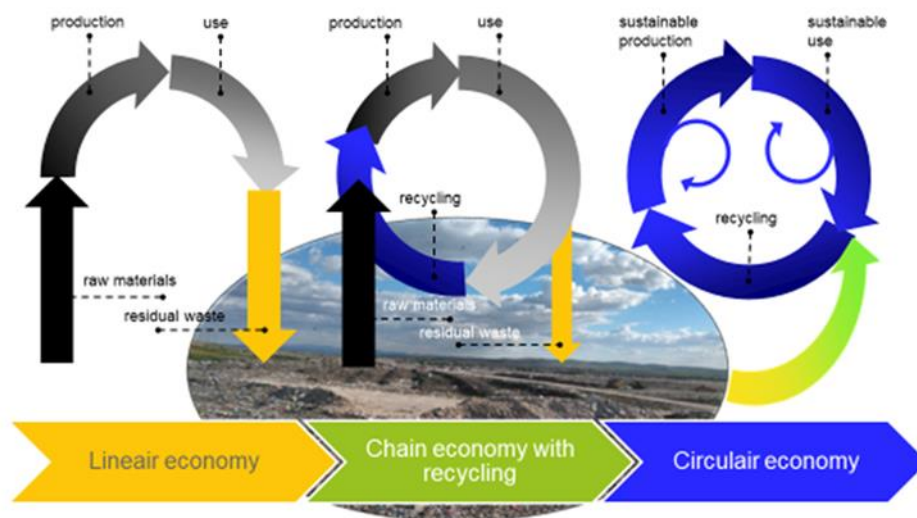 production
use
raw materials
residual waste
production
use
recycling
raw materials
residual waste
sustainable
production
sustainable
use
recycling
Lineair economy
Chain economy with
recycling
Circulair economy